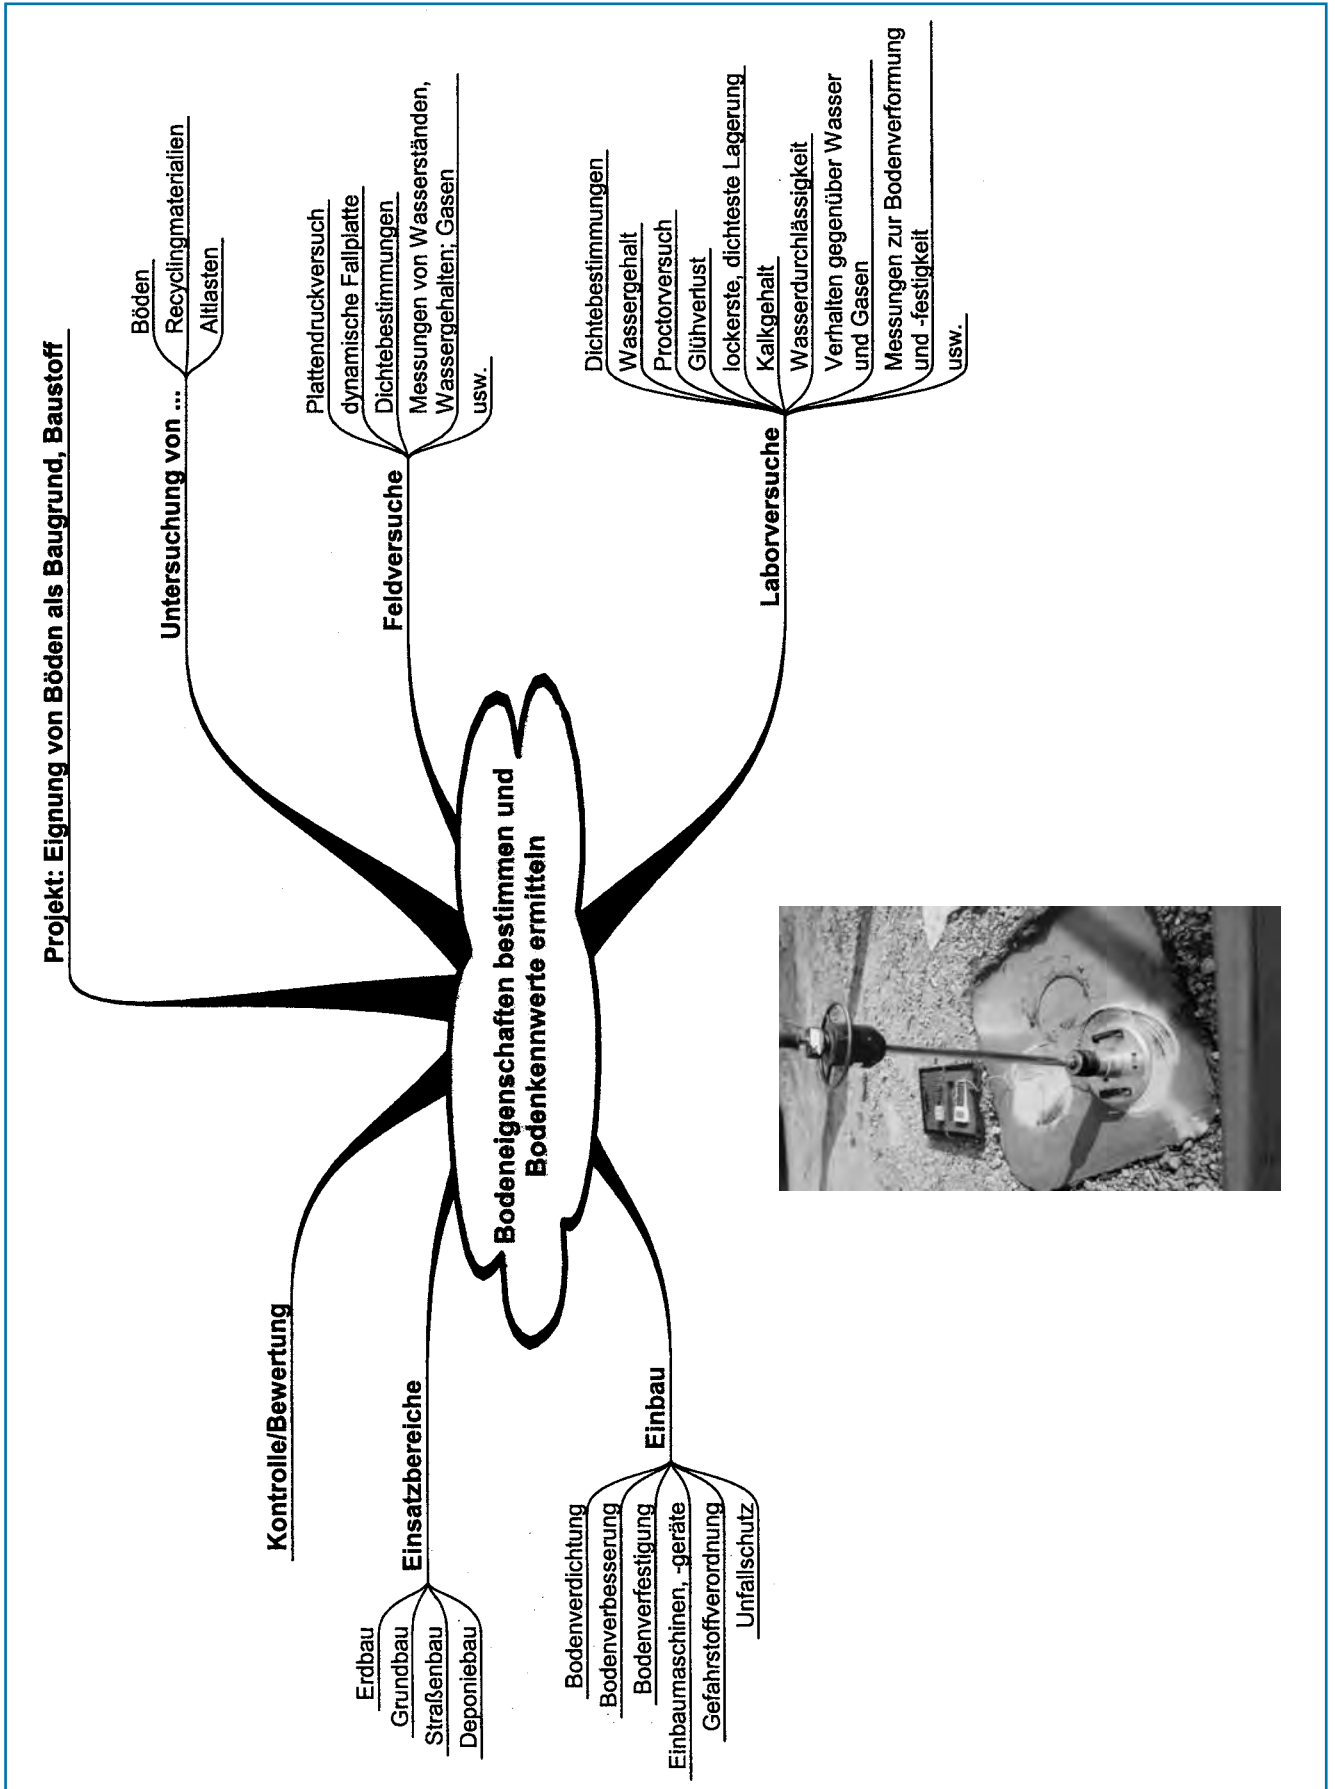 Projekt: Eignung von Böden als Baugrund, Baustoff
Untersuchung von ...
Böden
Recyclingmaterialien
Altlasten
Feldversuche
Plattendruckversuch
dynamische Fallplatte
Dichtebestimmungen
Messungen von Wasserständen,
Wassergehalten; Gasen
usw.
Laborversuche
Dichtebestimmungen
Wassergehalt
Proctorversuch
Glühverlust
lockerste, dichteste Lagerung
Kalkgehalt
Wasserdurchlässigkeit
Verhalten gegenüber Wasser
und Gasen
Messungen zur Bodenverformung
und -festigkeit
usw.
Bodeneigenschaften bestimmen und
Bodenkennwerte ermitteln
Kontrolle/Bewertung
Einsatzbereiche
Erdbau
Grundbau
Straßenbau
Deponiebau
Einbau
Bodenverdichtung
Bodenverbesserung
Bodenverfestigung
Einbaumaschinen, -geräte
Gefahrstoffverordnung
Unfallschutz